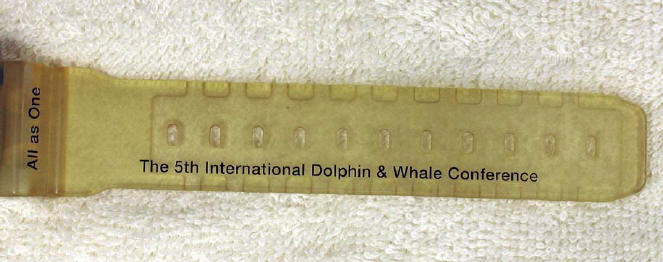 All as One
The 5th International Dolphin & Whale Conference